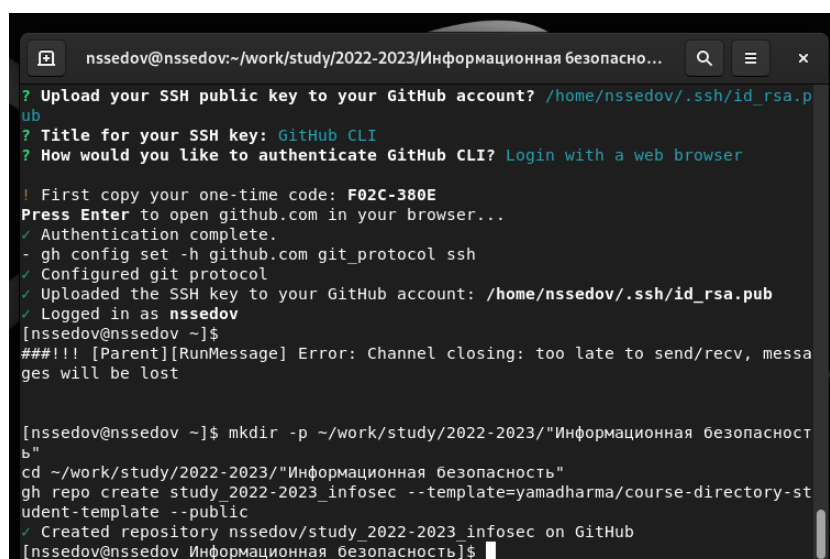 nssedov@nssedov:~/work/study/2022-2023/Информационная безопасно...
? Upload your SSH public key to your GitHub account? /home/nssedov/.ssh/id_rsa.p
ub
? Title for your SSH key: GitHub CLI
? How would you like to authenticate GitHub CLI? Login with a web browser
! First copy your one-time code: F02C-380E
Press Enter to open github.com in your browser...
✓ Authentication complete.
- gh config set -h github.com git_protocol ssh
✓ Configured git protocol
✓ Uploaded the SSH key to your GitHub account: /home/nssedov/.ssh/id_rsa.pub
✓ Logged in as nssedov
[nssedov@nssedov ~]$
###!!! [Parent][RunMessage] Error: Channel closing: too late to send/recv, messa
ges will be lost
[nssedov@nssedov ~]$ mkdir -p ~/work/study/2022-2023/"Информационная безопасност
ь"
cd ~/work/study/2022-2023/"Информационная безопасность"
gh repo create study_2022-2023_infosec --template=yamadharma/course-directory-st
udent-template --public
✓ Created repository nssedov/study_2022-2023_infosec on GitHub
[nssedov@nssedov Информационная безопасность]$